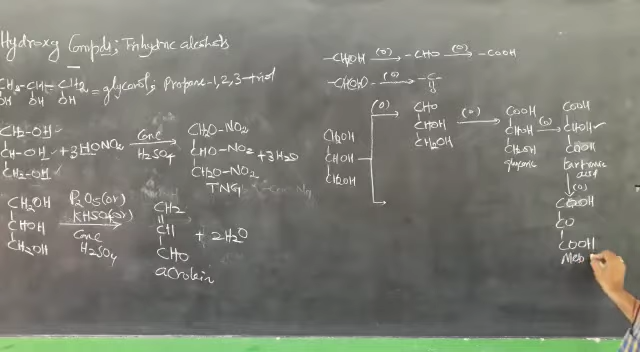 Hydroxy Compds; Trihydric alcohols
CH2-CH-CH2 = glycerol; Propane-1,2,3-triol
OH OH OH
CH2-OH
CH-OH + 3HONO2 Conc H2SO4 CH2O-NO2
CH2-OH CHO-NO2 + 3H2O
CH2O-NO2
TNG
CH2OH P2O5(or) CH2
CHOH KHSO4(or) CH + 2H2O
CH2OH Conc H2SO4 CHO
acrolein
-CH2OH (O) -CHO (O) -COOH
-CHOH (O) -C-
O
CH2OH (O) CHO (O) COOH (O) COOH
CHOH CHOH CHOH CHOH
CH2OH CH2OH CH2OH COOH
glyceric Tartronic acid
(O)
COOH
CO
COOH
Meso